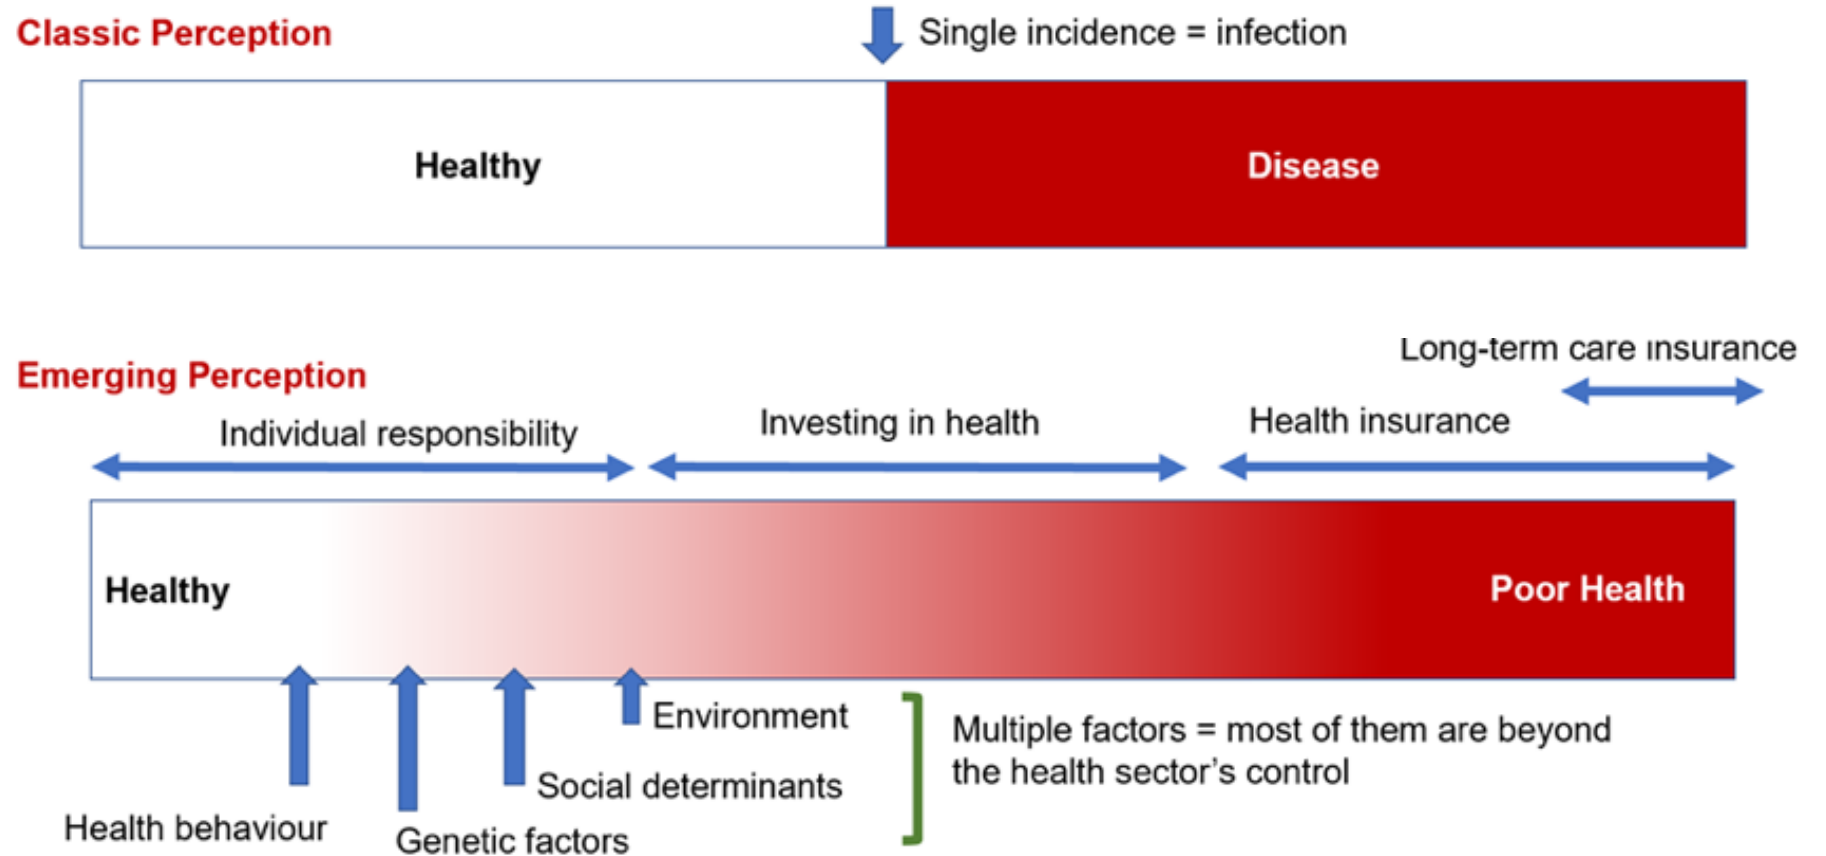 Classic Perception
Single incidence = infection
Healthy
Disease
Long-term care insurance
Emerging Perception
Individual responsibility
Investing in health
Health insurance
Healthy
Poor Health
Environment
Multiple factors = most of them are beyond
the health sector's control
Social determinants
Health behaviour
Genetic factors